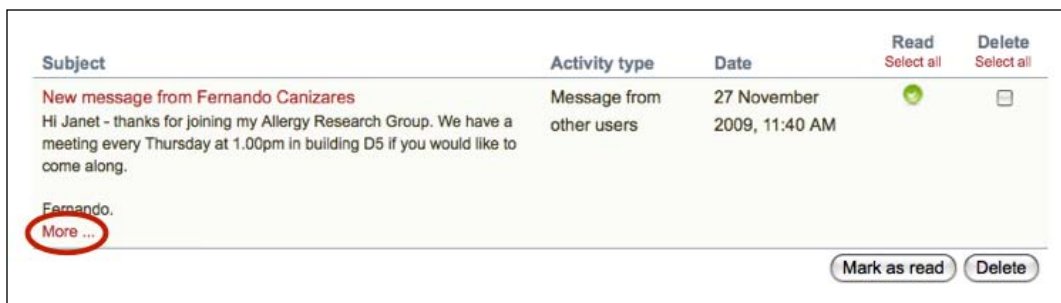 Subject Activity type Date Read Delete
Select all Select all
New message from Fernando Canizares Message from 27 November
Hi Janet - thanks for joining my Allergy Research Group. We have a other users 2009, 11:40 AM
meeting every Thursday at 1.00pm in building D5 if you would like to
come along.
Fernando.
More ...
Mark as read Delete